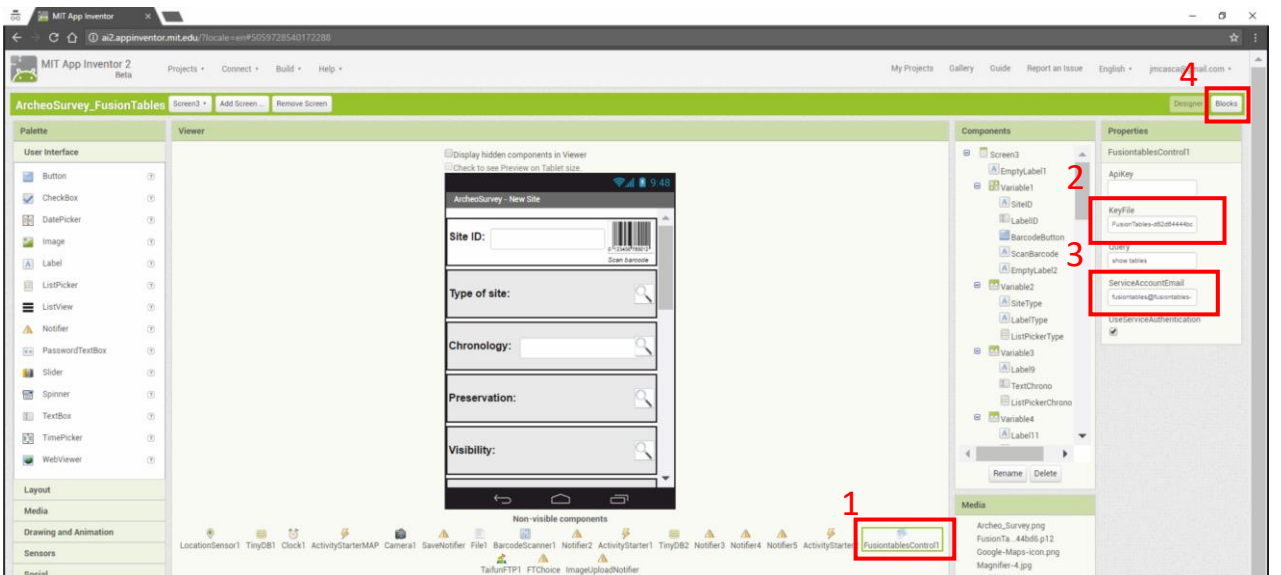 MIT App Inventor
ai2.appinventor.mit.edu/?locale=en#5059728540172288
MIT App Inventor 2
Beta
Projects
Connect
Build
Help
My Projects
Gallery
Guide
Report an Issue
English
4
ArcheoSurvey_FusionTables
Screen3
Add Screen ...
Remove Screen
Designer
Blocks
Palette
User Interface
Button
CheckBox
DatePicker
Image
Label
ListPicker
ListView
Notifier
PasswordTextBox
Slider
Spinner
TextBox
TimePicker
WebViewer
Layout
Media
Drawing and Animation
Sensors
Social
Viewer
Display hidden components in Viewer
Check to see Preview on Tablet size.
9:48
ArcheoSurvey - New Site
Site ID:
Scan barcode
Type of site:
Chronology:
Preservation:
Visibility:
Non-visible components
1
LocationSensor1 TinyDB1 Clock1 ActivityStarterMAP Camera1 SaveNotifier File1 BarcodeScanner1 Notifier2 ActivityStarter1 TinyDB2 Notifier3 Notifier4 Notifier5 ActivityStarter FusiontablesControl1
TaifunFTP1 FTChoice ImageUploadNotifier
Components
Screen3
EmptyLabel1
Variable1
SiteID
LabelID
BarcodeButton
ScanBarcode
EmptyLabel2
Variable2
SiteType
LabelType
ListPickerType
Variable3
Label9
TextChrono
ListPickerChrono
Variable4
Label11
Rename
Delete
Media
Archeo_Survey.png
FusionTa...44bd6.p12
Google-Maps-icon.png
Magnifier-4.jpg
Properties
FusiontablesControl1
ApiKey
2
KeyFile
FusionTables-d62d64444bc
3
Query
show tables
ServiceAccountEmail
fusiontables@fusiontables-
UseServiceAuthentication